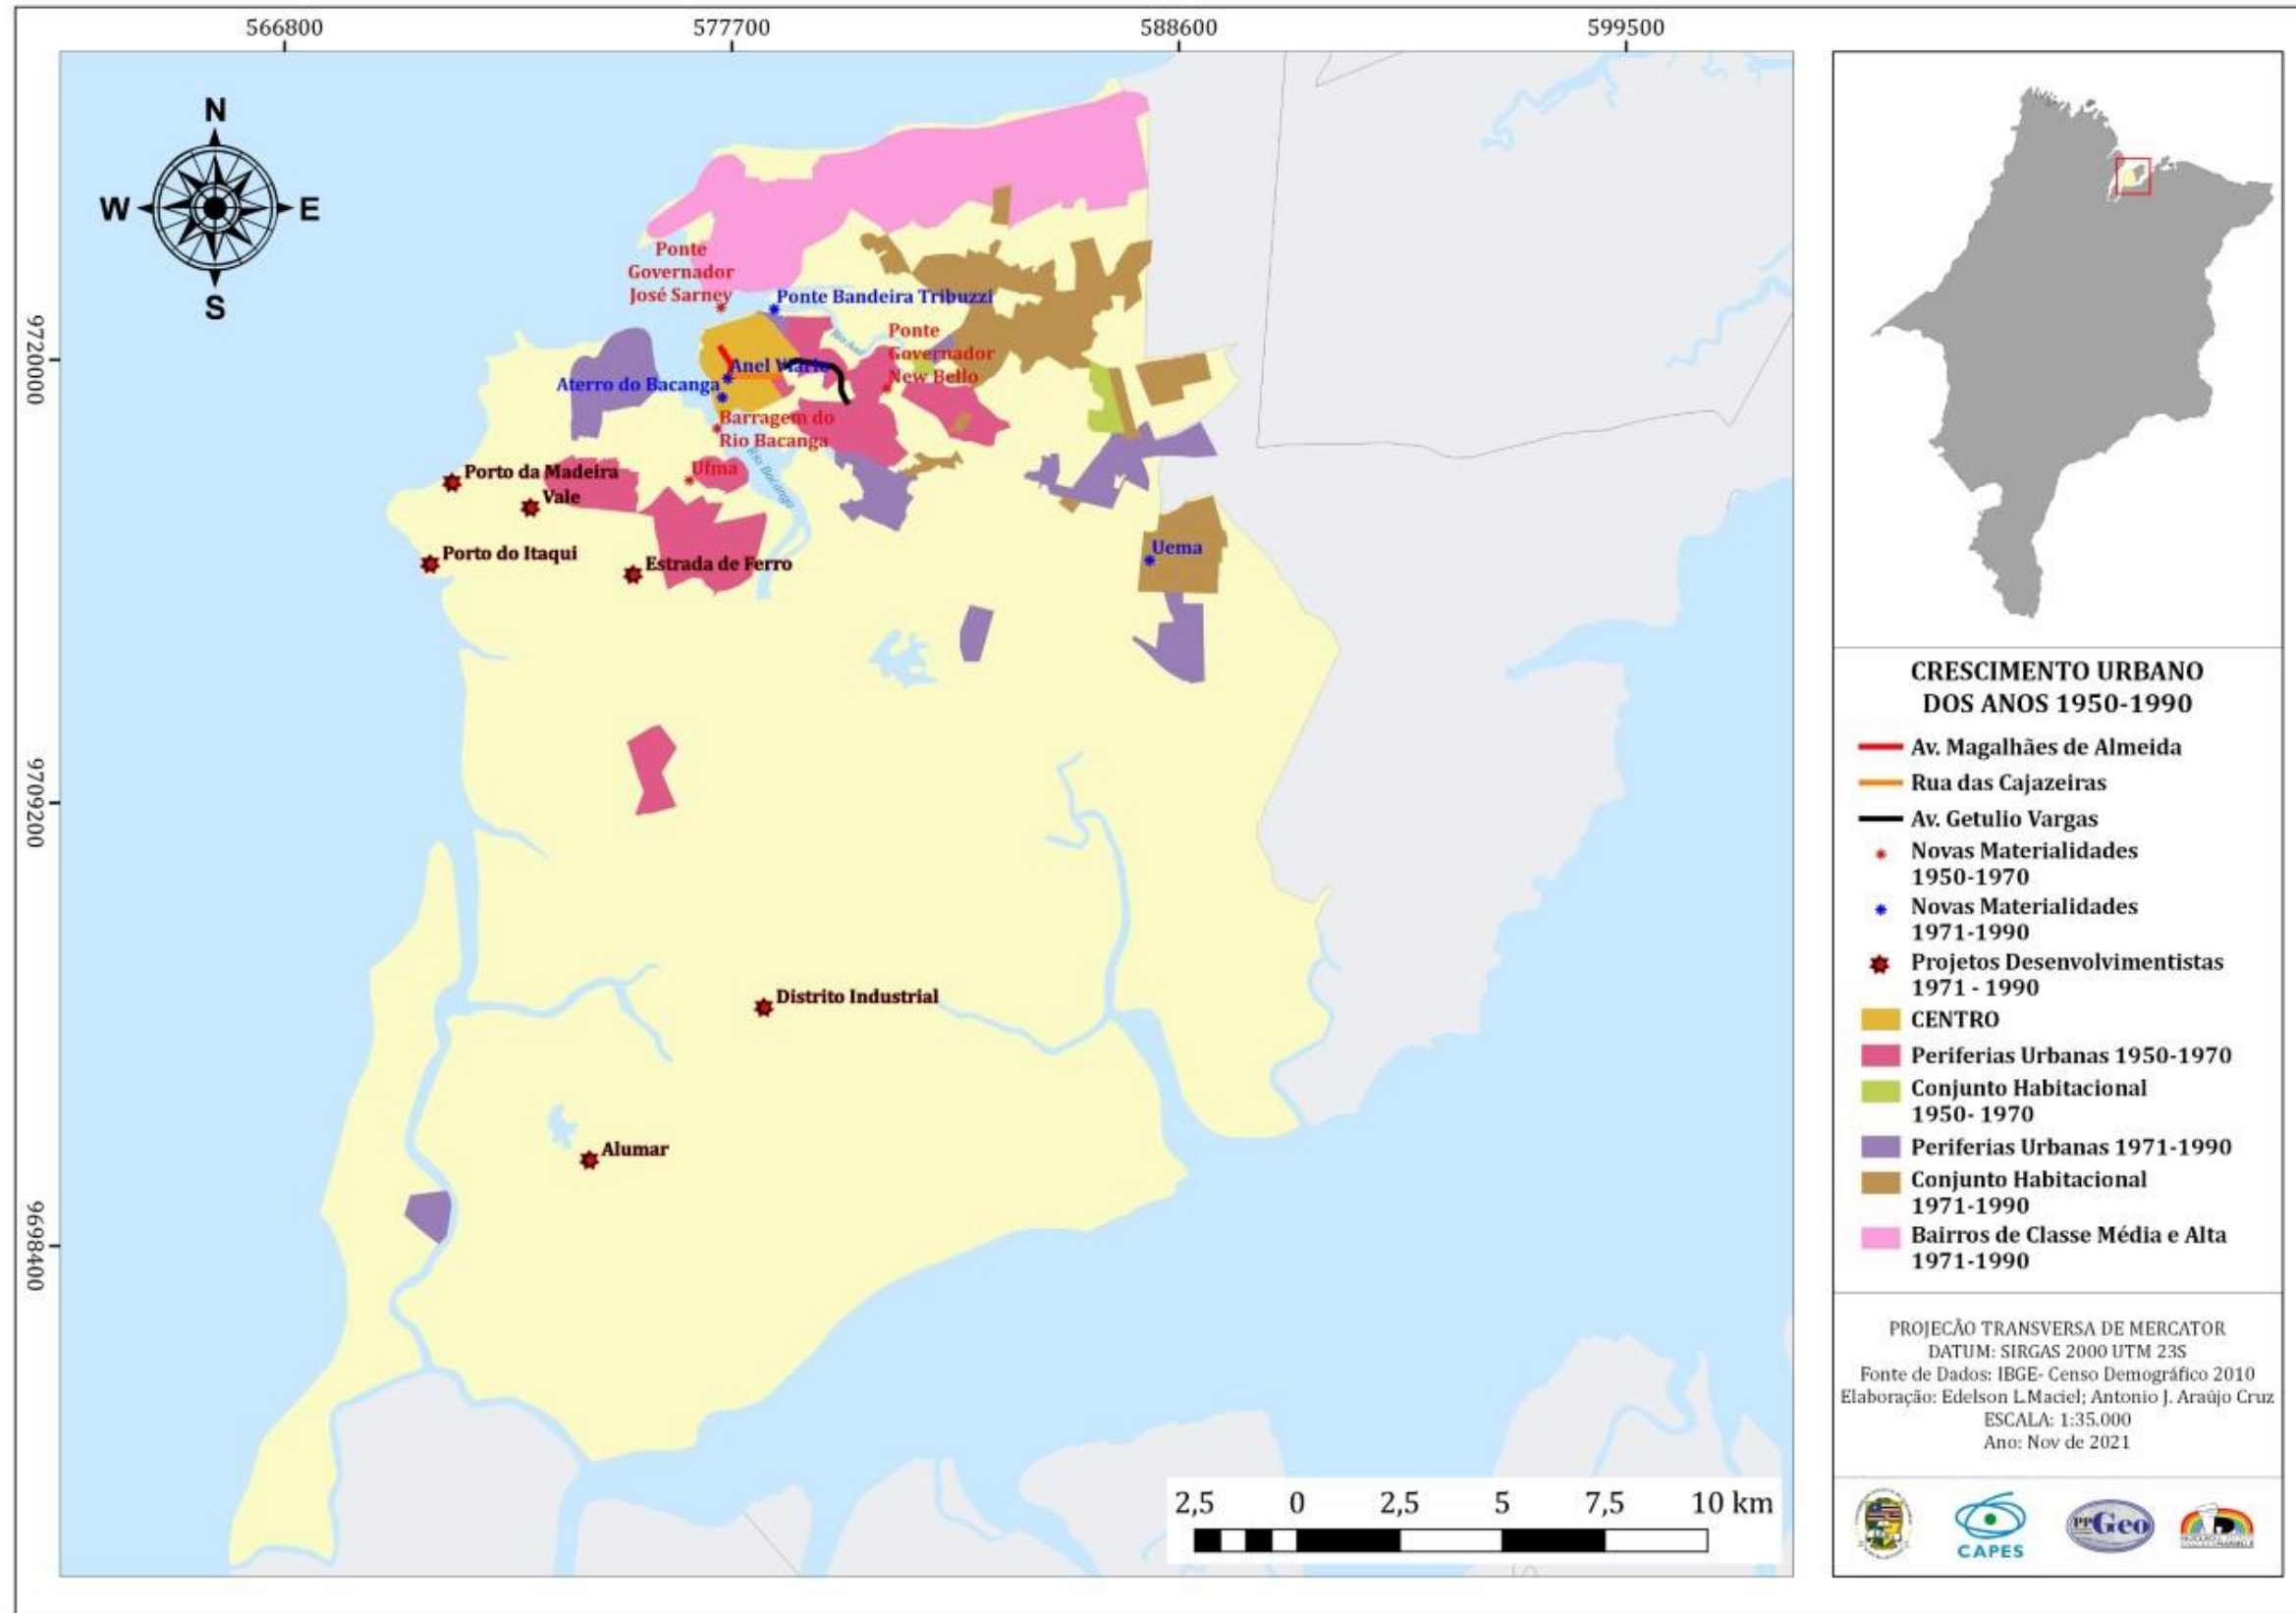 566800
577700
588600
599500
N
W
E
S
9720000
9709200
9698400
Ponte
Governador
José Sarney
Ponte Bandeira Tribuzzi
Ponte
Governador
New Bello
Anel Viário
Aterro do Bacanga
Barragem do
Rio Bacanga
Rio Bacanga
Ufma
Porto da Madeira
Vale
Porto do Itaqui
Estrada de Ferro
Uema
Distrito Industrial
Alumar
2,5 0 2,5 5 7,5 10 km
CRESCIMENTO URBANO
DOS ANOS 1950-1990
Av. Magalhães de Almeida
Rua das Cajazeiras
Av. Getulio Vargas
Novas Materialidades
1950-1970
Novas Materialidades
1971-1990
Projetos Desenvolvimentistas
1971 - 1990
CENTRO
Periferias Urbanas 1950-1970
Conjunto Habitacional
1950- 1970
Periferias Urbanas 1971-1990
Conjunto Habitacional
1971-1990
Bairros de Classe Média e Alta
1971-1990
PROJECÃO TRANSVERSA DE MERCATOR
DATUM: SIRGAS 2000 UTM 23S
Fonte de Dados: IBGE- Censo Demográfico 2010
Elaboração: Edelson L.Maciel; Antonio J. Araújo Cruz
ESCALA: 1:35.000
Ano: Nov de 2021
CAPES
PPGeo